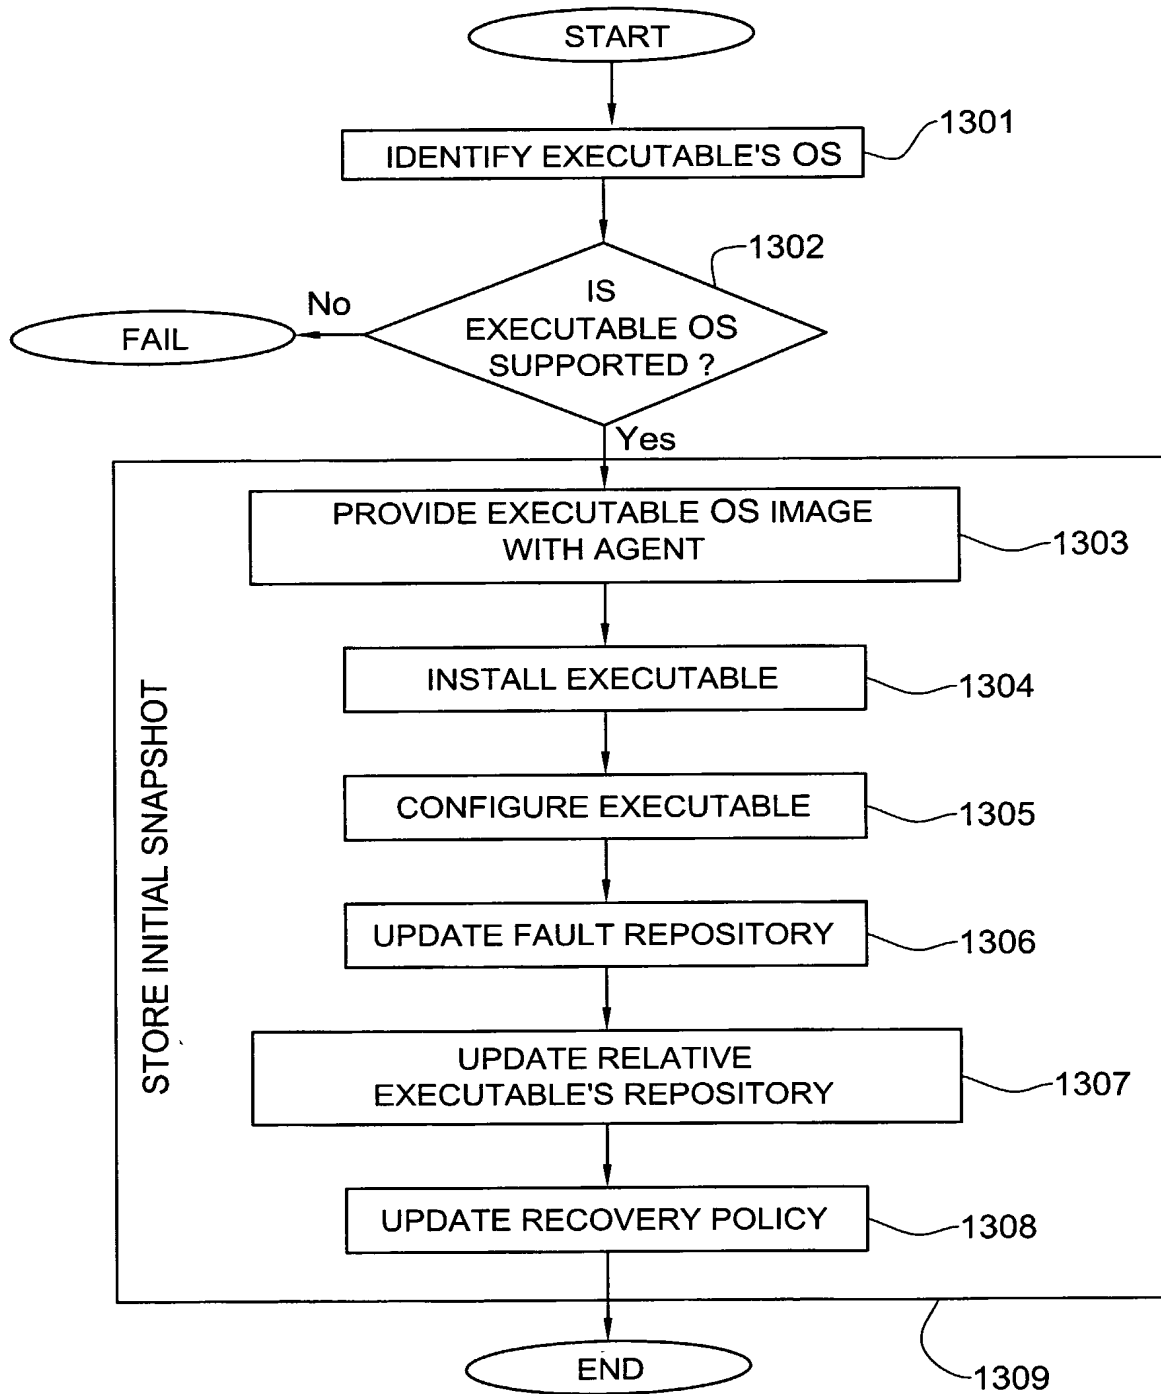 START
IDENTIFY EXECUTABLE'S OS
1301
1302
IS
EXECUTABLE OS
SUPPORTED ?
No
FAIL
Yes
STORE INITIAL SNAPSHOT
PROVIDE EXECUTABLE OS IMAGE
WITH AGENT
1303
INSTALL EXECUTABLE
1304
CONFIGURE EXECUTABLE
1305
UPDATE FAULT REPOSITORY
1306
UPDATE RELATIVE
EXECUTABLE'S REPOSITORY
1307
UPDATE RECOVERY POLICY
1308
END
1309